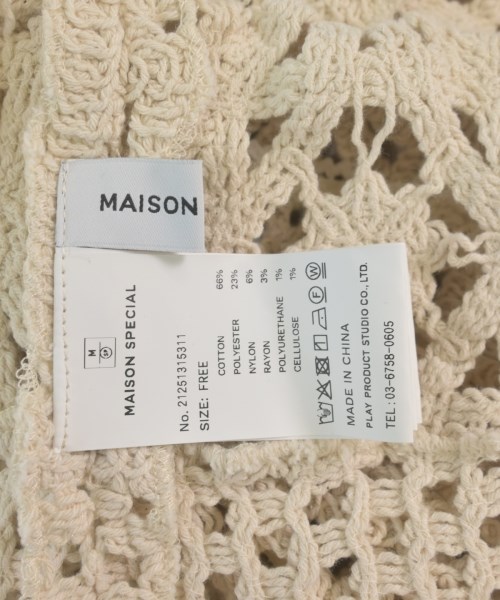 MAISON
M
SP
MAISON SPECIAL
No. 21251315311
SIZE: FREE
COTTON 66%
POLYESTER 23%
NYLON 6%
RAYON 3%
POLYURETHANE 1%
CELLULOSE 1%
MADE IN CHINA
PLAY PRODUCT STUDIO CO., LTD.
TEL : 03-6758-0605